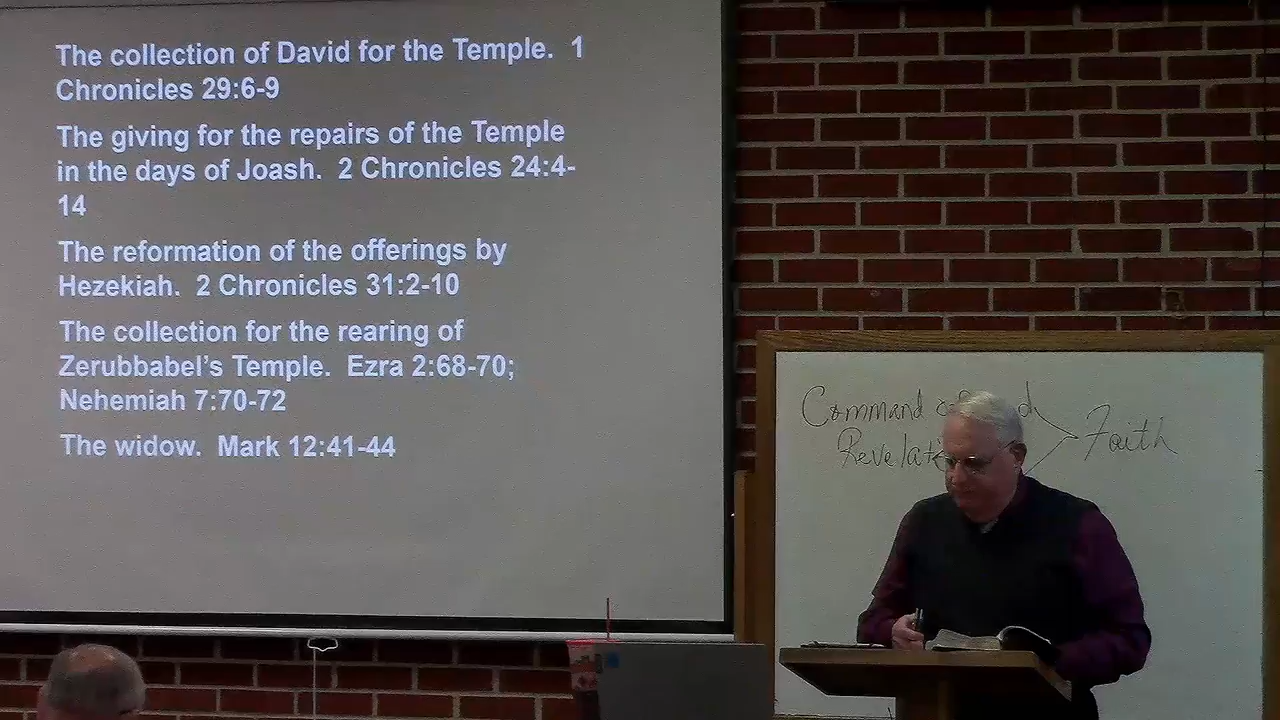 The collection of David for the Temple.  1
Chronicles 29:6-9
The giving for the repairs of the Temple
in the days of Joash.  2 Chronicles 24:4-
14
The reformation of the offerings by
Hezekiah.  2 Chronicles 31:2-10
The collection for the rearing of
Zerubbabel’s Temple.  Ezra 2:68-70;
Nehemiah 7:70-72
The widow.  Mark 12:41-44
Command
Faith